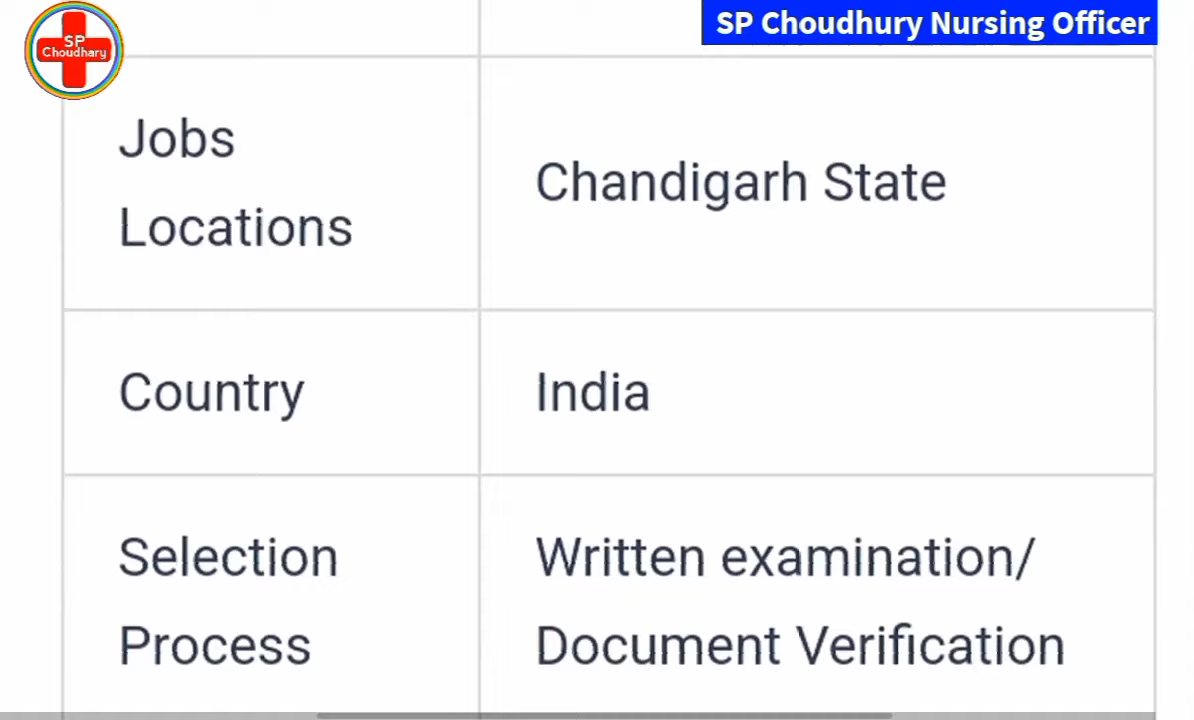 SP Choudhury Nursing Officer
SP
Choudhary
Jobs
Locations
Chandigarh State
Country
India
Selection
Process
Written examination/
Document Verification